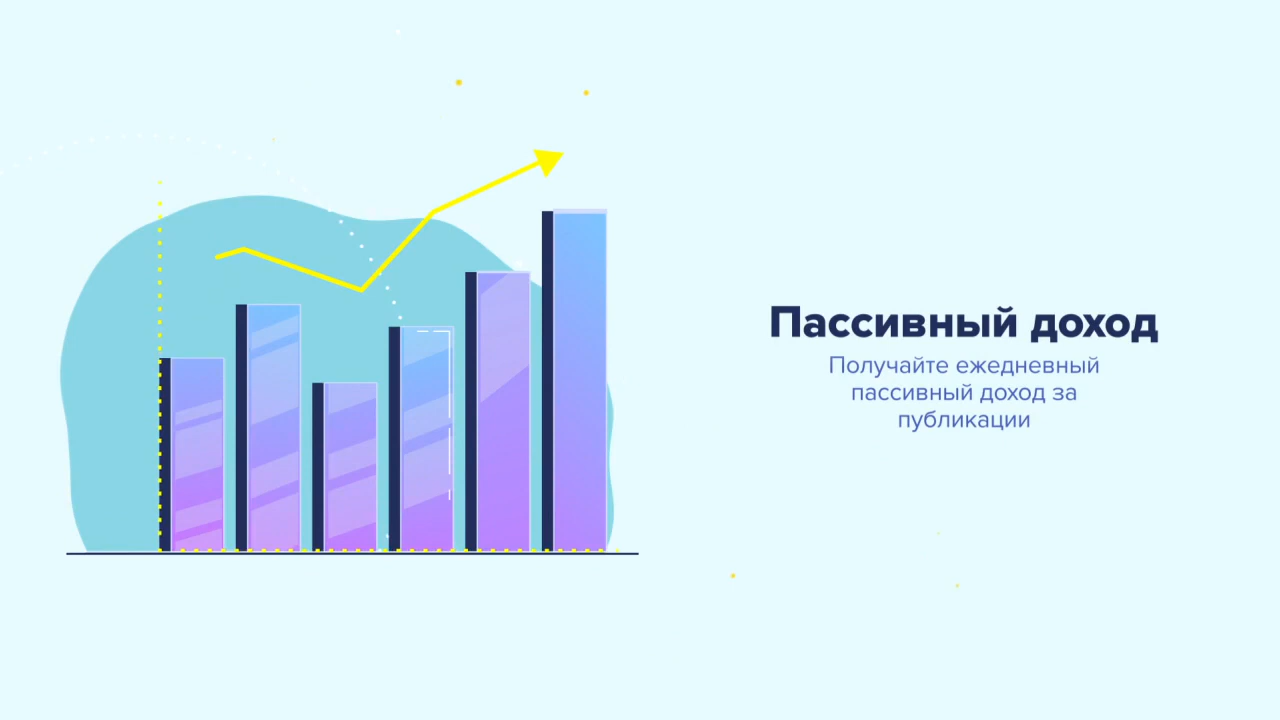 Пассивный доход
Получайте ежедневный
пассивный доход за
публикации